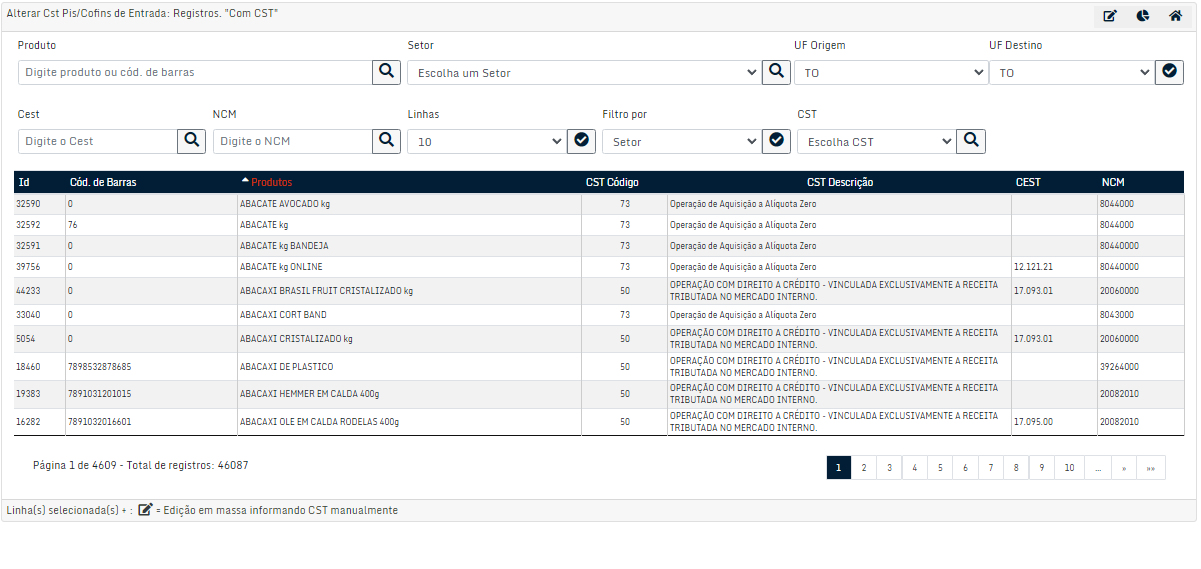 Alterar Cst Pis/Cofins de Entrada: Registros. "Com CST"
Produto Setor UF Origem UF Destino
Digite produto ou cód. de barras Escolha um Setor TO TO
Cest NCM Linhas Filtro por CST
Digite o Cest Digite o NCM 10 Setor Escolha CST
Id Cód. de Barras Produtos CST Código CST Descrição CEST NCM
32590 0 ABACATE AVOCADO kg 73 Operação de Aquisição a Alíquota Zero 8044000
32592 76 ABACATE kg 73 Operação de Aquisição a Alíquota Zero 8044000
32591 0 ABACATE kg BANDEJA 73 Operação de Aquisição a Alíquota Zero 80440000
39756 0 ABACATE kg ONLINE 73 Operação de Aquisição a Alíquota Zero 12.121.21 80440000
44233 0 ABACAXI BRASIL FRUIT CRISTALIZADO kg 50 OPERAÇÃO COM DIREITO A CRÉDITO - VINCULADA EXCLUSIVAMENTE A RECEITA
TRIBUTADA NO MERCADO INTERNO. 17.093.01 20060000
33040 0 ABACAXI CORT BAND 73 Operação de Aquisição a Alíquota Zero 8043000
5054 0 ABACAXI CRISTALIZADO kg 50 OPERAÇÃO COM DIREITO A CRÉDITO - VINCULADA EXCLUSIVAMENTE A RECEITA
TRIBUTADA NO MERCADO INTERNO. 17.093.01 20060000
18460 7898532878685 ABACAXI DE PLASTICO 50 OPERAÇÃO COM DIREITO A CRÉDITO - VINCULADA EXCLUSIVAMENTE A RECEITA
TRIBUTADA NO MERCADO INTERNO. 39264000
19383 7891031201015 ABACAXI HEMMER EM CALDA 400g 50 OPERAÇÃO COM DIREITO A CRÉDITO - VINCULADA EXCLUSIVAMENTE A RECEITA
TRIBUTADA NO MERCADO INTERNO. 20082010
16282 7891032016601 ABACAXI OLE EM CALDA RODELAS 400g 50 OPERAÇÃO COM DIREITO A CRÉDITO - VINCULADA EXCLUSIVAMENTE A RECEITA
TRIBUTADA NO MERCADO INTERNO. 17.095.00 20082010
Página 1 de 4609 - Total de registros: 46087 1 2 3 4 5 6 7 8 9 10 ... » »»
Linha(s) selecionada(s) + : = Edição em massa informando CST manualmente